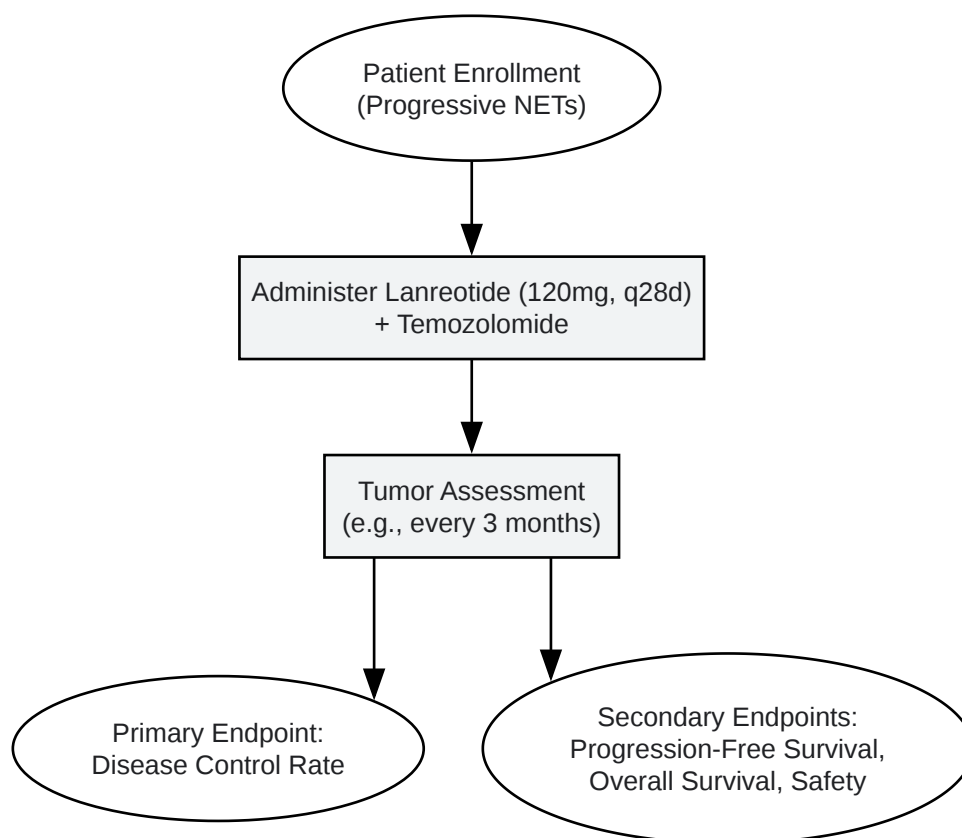 Patient Enrollment
(Progressive NETs)
Administer Lanreotide (120mg, q28d)
+ Temozolomide
Tumor Assessment
(e.g., every 3 months)
Primary Endpoint:
Disease Control Rate
Secondary Endpoints:
Progression-Free Survival,
Overall Survival, Safety